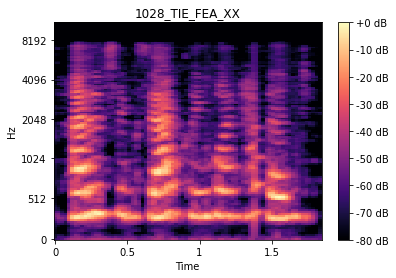 1028_TIE_FEA_XX
+0 dB
8192
-10 dB
4096
-20 dB
-30 dB
2048
-40 dB
Hz
1024
-50 dB
512
-60 dB
-70 dB
0
-80 dB
0
0.5
1
1.5
Time